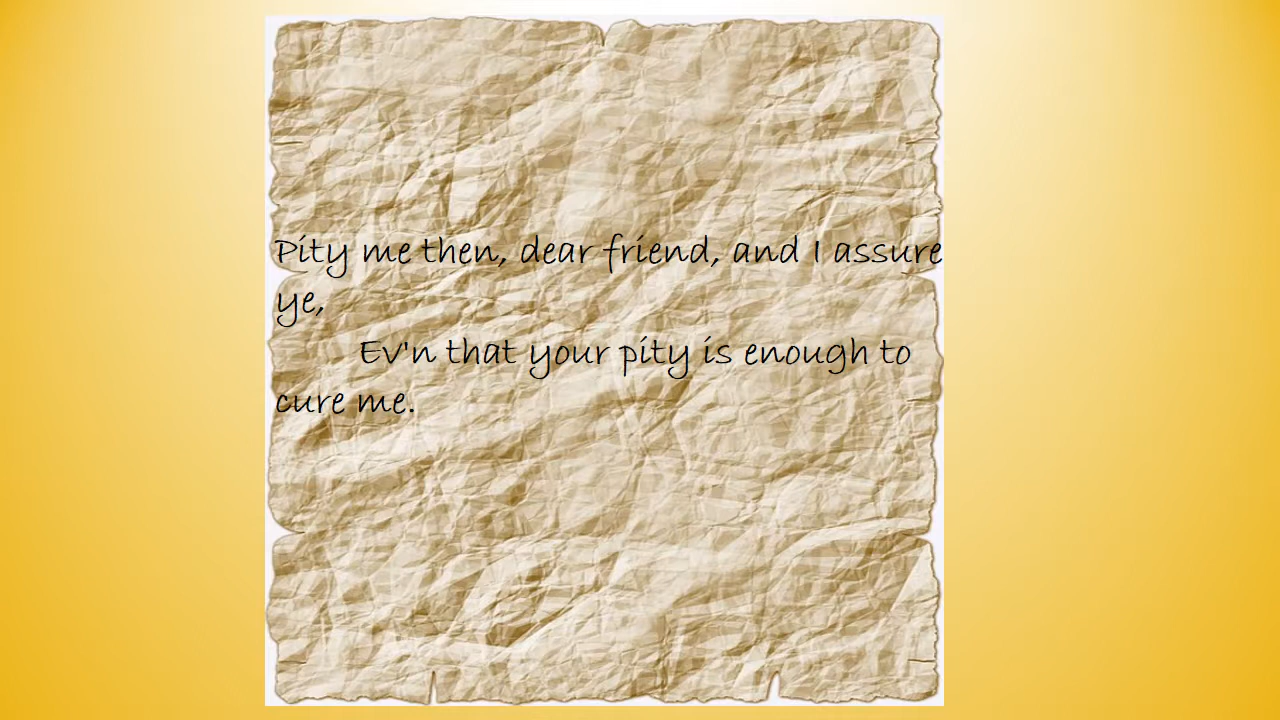 Pity me then, dear friend, and I assure
ye,
Ev'n that your pity is enough to
cure me.